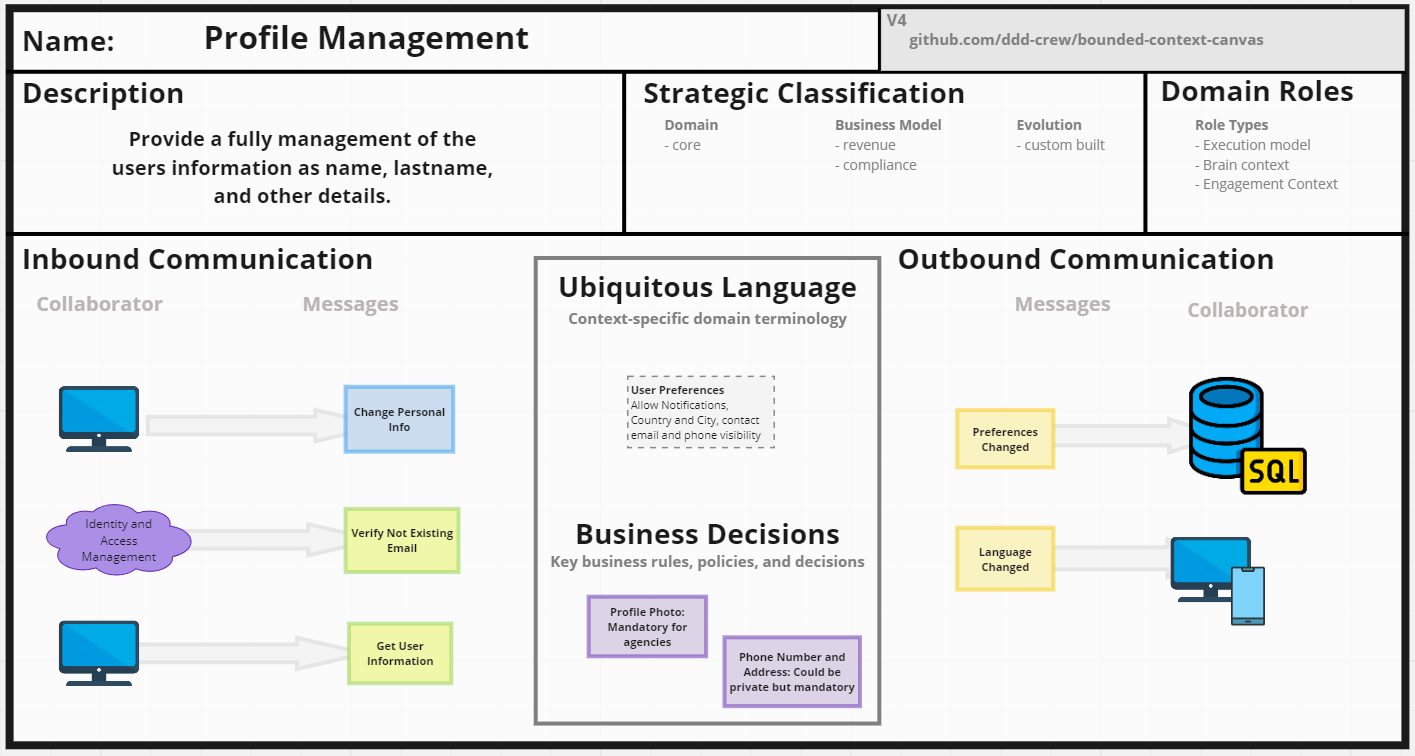 Name:
Profile Management
V4
github.com/ddd-crew/bounded-context-canvas
Description
Provide a fully management of the
users information as name, lastname,
and other details.
Strategic Classification
Domain
- core
Business Model
- revenue
- compliance
Evolution
- custom built
Domain Roles
Role Types
- Execution model
- Brain context
- Engagement Context
Inbound Communication
Collaborator
Messages
Change Personal
Info
Identity and
Access
Management
Verify Not Existing
Email
Get User
Information
Ubiquitous Language
Context-specific domain terminology
User Preferences
Allow Notifications,
Country and City, contact
email and phone visibility
Business Decisions
Key business rules, policies, and decisions
Profile Photo:
Mandatory for
agencies
Phone Number and
Address: Could be
private but mandatory
Outbound Communication
Messages
Collaborator
Preferences
Changed
SQL
Language
Changed